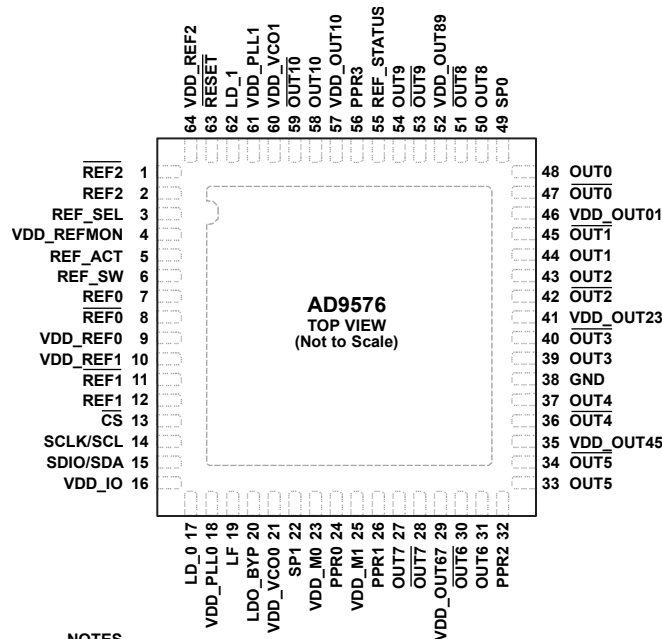 64 VDD_REF2
63 RESET
62 LD_1
61 VDD_PLL1
60 VDD_VCO1
59 OUT10
58 OUT10
57 VDD_OUT10
56 PPR3
55 REF_STATUS
54 OUT9
53 OUT9
52 VDD_OUT89
51 OUT8
50 OUT8
49 SP0
REF2 1
REF2 2
REF_SEL 3
VDD_REFMON 4
REF_ACT 5
REF_SW 6
REF0 7
REF0 8
VDD_REF0 9
VDD_REF1 10
REF1 11
REF1 12
CS 13
SCLK/SCL 14
SDIO/SDA 15
VDD_IO 16
AD9576
TOP VIEW
(Not to Scale)
48 OUT0
47 OUT0
46 VDD_OUT01
45 OUT1
44 OUT1
43 OUT2
42 OUT2
41 VDD_OUT23
40 OUT3
39 OUT3
38 GND
37 OUT4
36 OUT4
35 VDD_OUT45
34 OUT5
33 OUT5
LD_0 17
VDD_PLL0 18
LF 19
LDO_BYP 20
VDD_VCO0 21
SP1 22
VDD_M0 23
PPR0 24
VDD_M1 25
PPR1 26
OUT7 27
OUT7 28
VDD_OUT67 29
OUT6 30
OUT6 31
PPR2 32